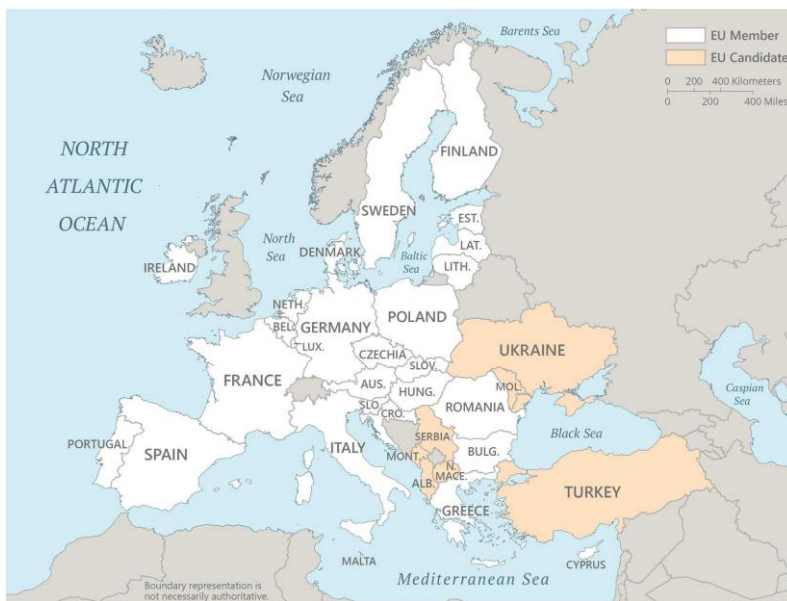 Barents Sea
EU Member
EU Candidate
0 200 400 Kilometers
0 200 400 Miles
Norwegian
Sea
NORTH
ATLANTIC
OCEAN
FINLAND
SWEDEN
EST.
North
Sea
DENMARK
Baltic
Sea
LAT.
LITH.
IRELAND
NETH.
BEL.
GERMANY
POLAND
LUX.
CZECHIA
SLOV.
UKRAINE
FRANCE
AUS.
HUNG.
MOL.
SLO.
CRO.
ROMANIA
Caspian
Sea
PORTUGAL
SPAIN
ITALY
SERBIA
MONT.
BULG.
Black Sea
N.
MACE.
ALB.
TURKEY
GREECE
MALTA
CYPRUS
Mediterranean Sea
Boundary representation is
not necessarily authoritative.